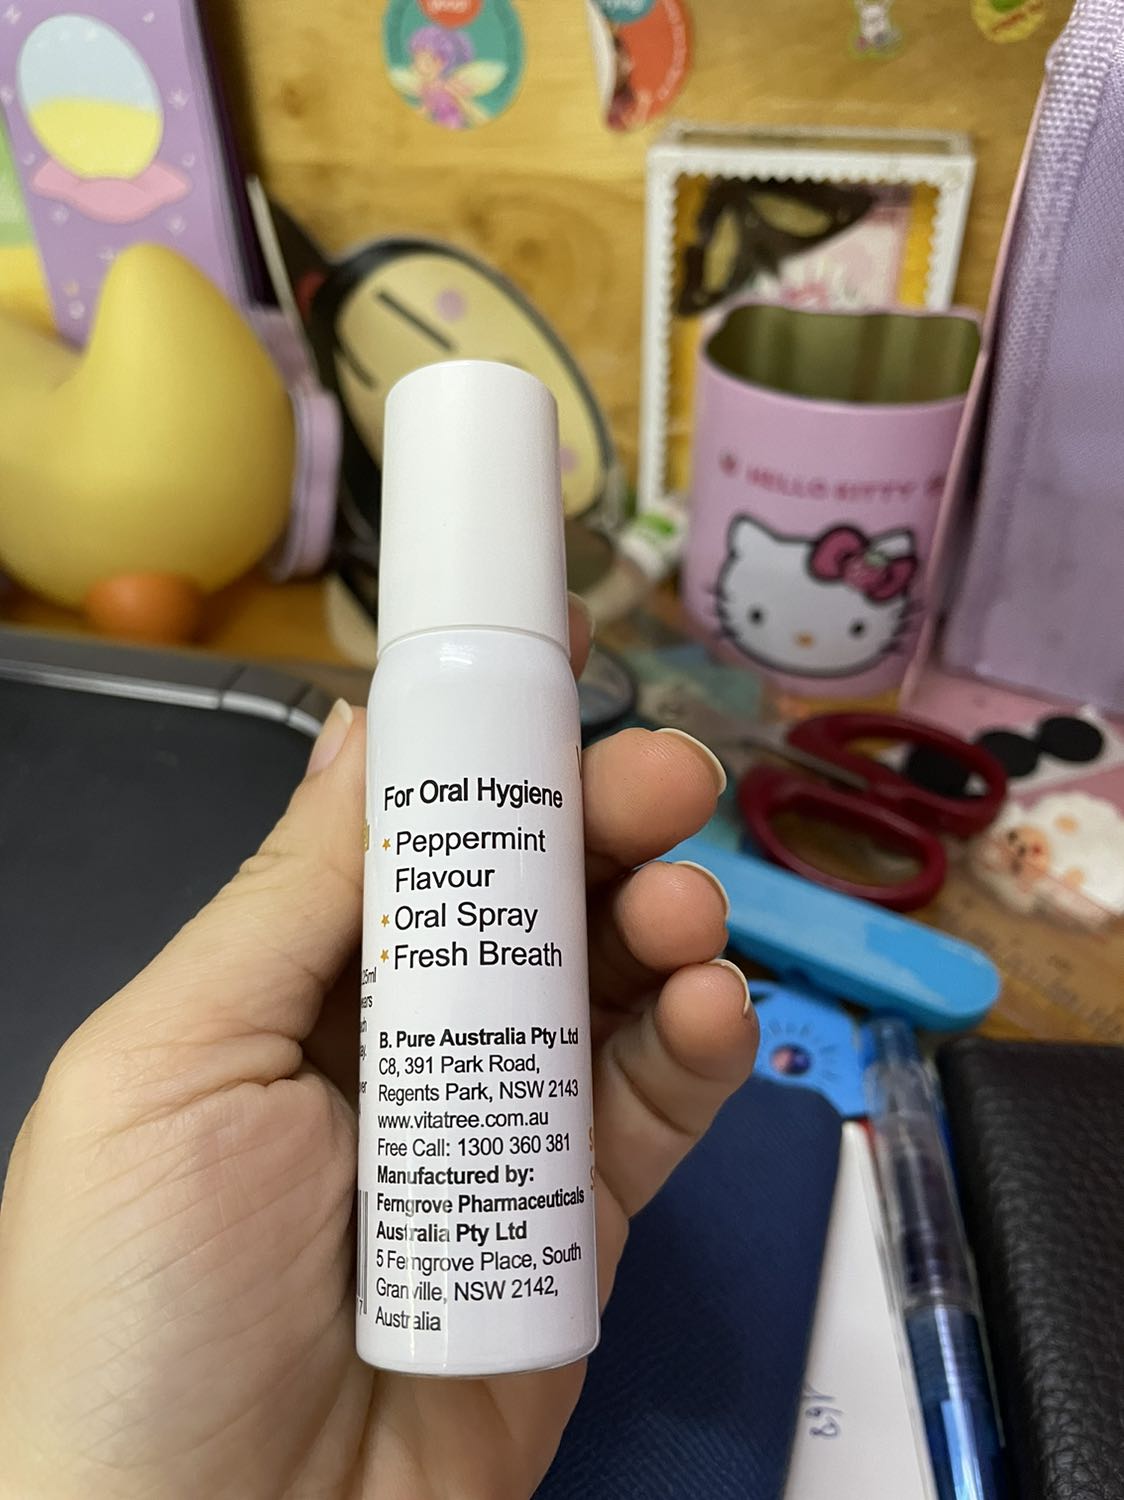 HELLO KITTY
For Oral Hygiene
Peppermint
Flavour
Oral Spray
Fresh Breath
25ml
B. Pure Australia Pty Ltd
C8, 391 Park Road,
Regents Park, NSW 2143
www.vitatree.com.au
Free Call: 1300 360 381
Manufactured by:
Ferngrove Pharmaceuticals
Australia Pty Ltd
5 Ferngrove Place, South
Granville, NSW 2142,
Australia